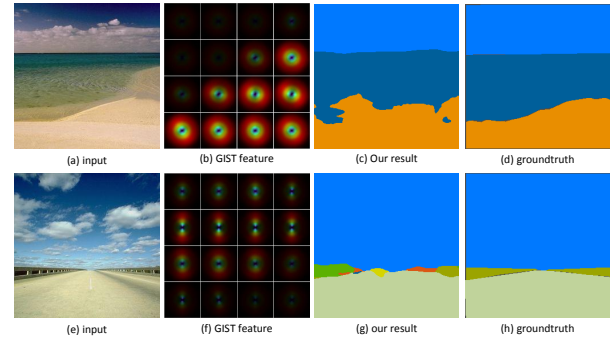 (a) input
(b) GIST feature
(c) Our result
(d) groundtruth
(e) input
(f) GIST feature
(g) our result
(h) groundtruth